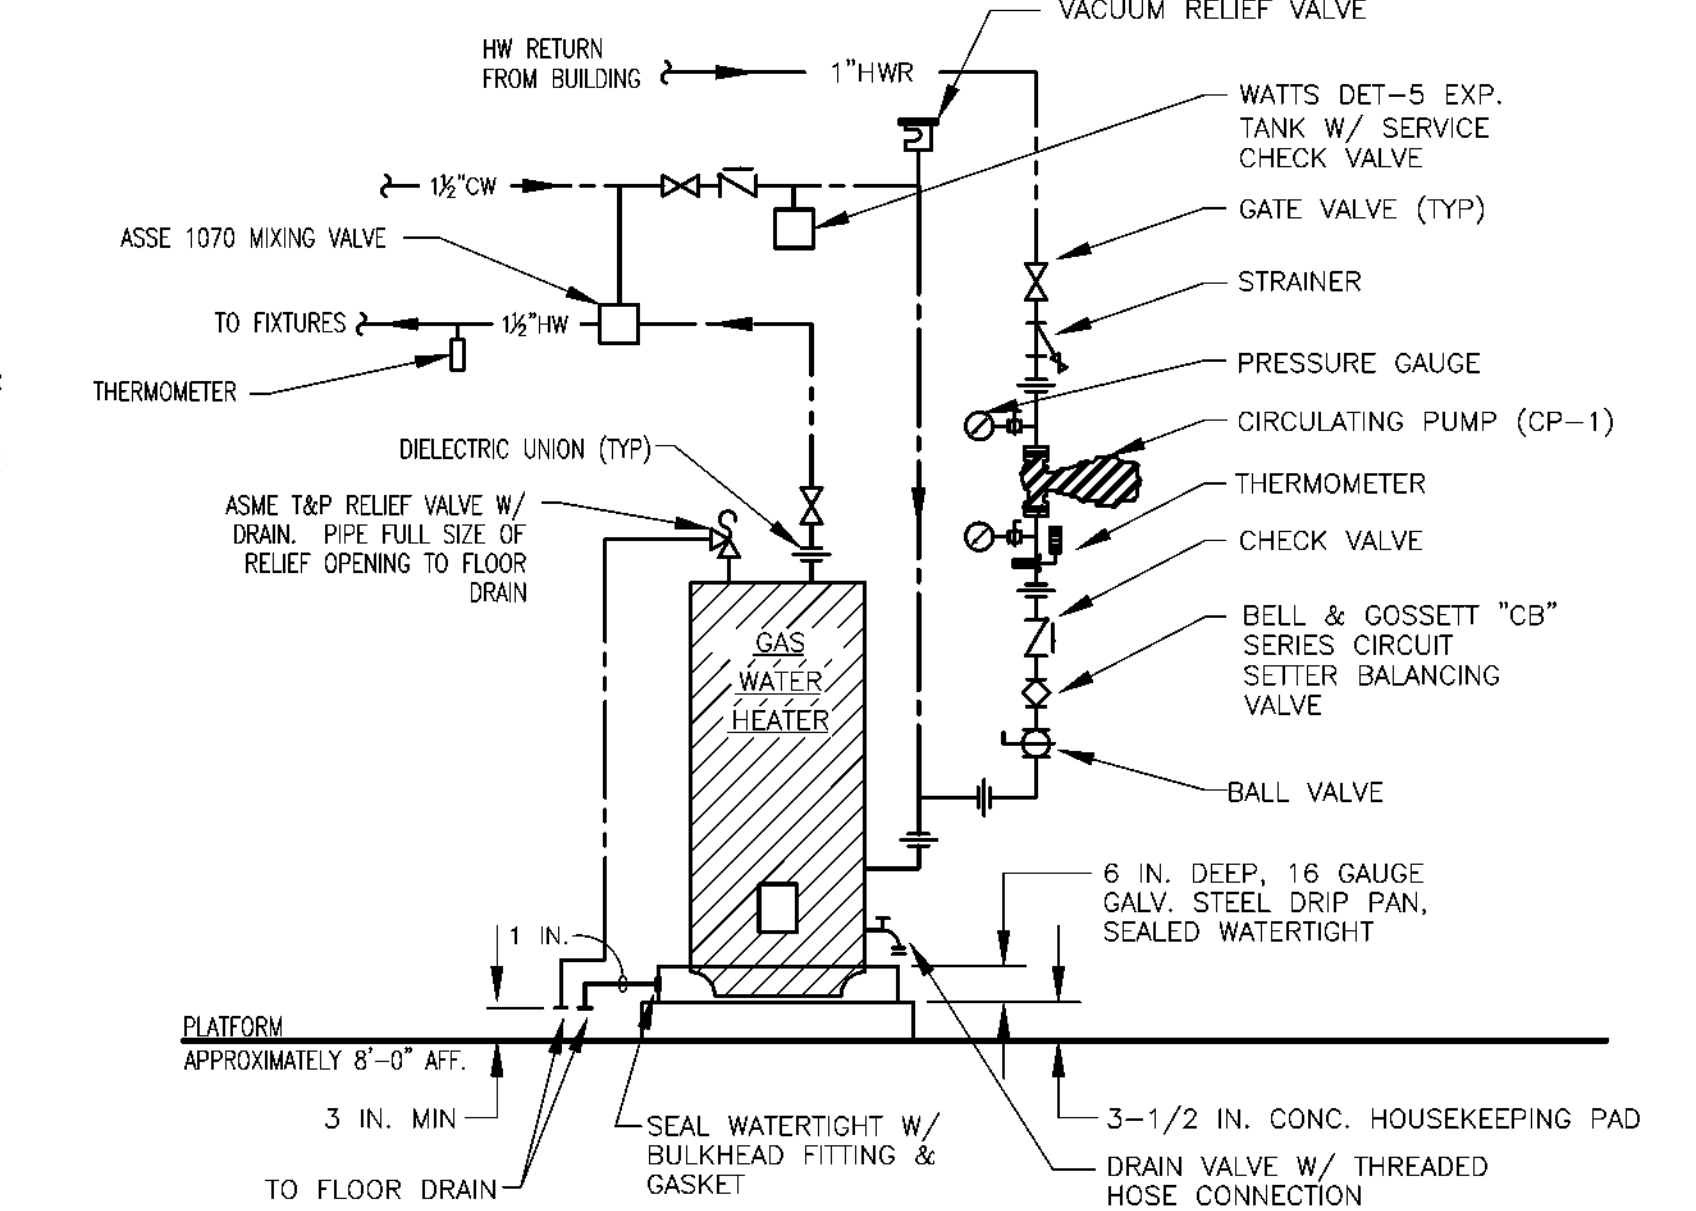 VACUUM RELIEF VALVE
HW RETURN
FROM BUILDING
1"HWR
WATTS DET-5 EXP.
TANK W/ SERVICE
CHECK VALVE
1½"CW
GATE VALVE (TYP)
ASSE 1070 MIXING VALVE
STRAINER
TO FIXTURES
1½"HW
PRESSURE GAUGE
THERMOMETER
CIRCULATING PUMP (CP-1)
DIELECTRIC UNION (TYP)
THERMOMETER
ASME T&P RELIEF VALVE W/
DRAIN. PIPE FULL SIZE OF
RELIEF OPENING TO FLOOR
DRAIN
CHECK VALVE
BELL & GOSSETT "CB"
SERIES CIRCUIT
SETTER BALANCING
VALVE
GAS
WATER
HEATER
BALL VALVE
6 IN. DEEP, 16 GAUGE
GALV. STEEL DRIP PAN,
SEALED WATERTIGHT
1 IN.
PLATFORM
APPROXIMATELY 8'-0" AFF.
3 IN. MIN
SEAL WATERTIGHT W/
BULKHEAD FITTING &
GASKET
3-1/2 IN. CONC. HOUSEKEEPING PAD
TO FLOOR DRAIN
DRAIN VALVE W/ THREADED
HOSE CONNECTION